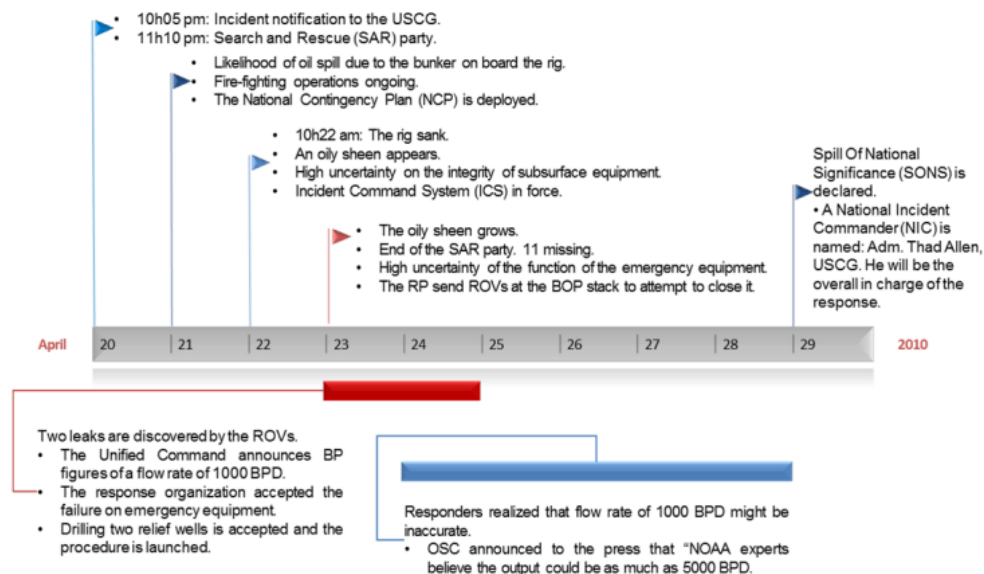 • 10h05 pm: Incident notification to the USCG.
• 11h10 pm: Search and Rescue (SAR) party.
• Likelihood of oil spill due to the bunker on board the rig.
• Fire-fighting operations ongoing.
• The National Contingency Plan (NCP) is deployed.
• 10h22 am: The rig sank.
• An oily sheen appears.
• High uncertainty on the integrity of subsurface equipment.
• Incident Command System (ICS) in force.
• The oily sheen grows.
• End of the SAR party. 11 missing.
• High uncertainty of the function of the emergency equipment.
• The RP send ROVs at the BOP stack to attempt to close it.
Spill Of National
Significance (SONS) is
declared.
• A National Incident
Commander (NIC) is
named: Adm. Thad Allen,
USCG. He will be the
overall in charge of the
response.
April 20 21 22 23 24 25 26 27 28 29 2010
Two leaks are discovered by the ROVs.
• The Unified Command announces BP
figures of a flow rate of 1000 BPD.
• The response organization accepted the
failure on emergency equipment.
• Drilling two relief wells is accepted and the
procedure is launched.
Responders realized that flow rate of 1000 BPD might be
inaccurate.
• OSC announced to the press that “NOAA experts
believe the output could be as much as 5000 BPD.